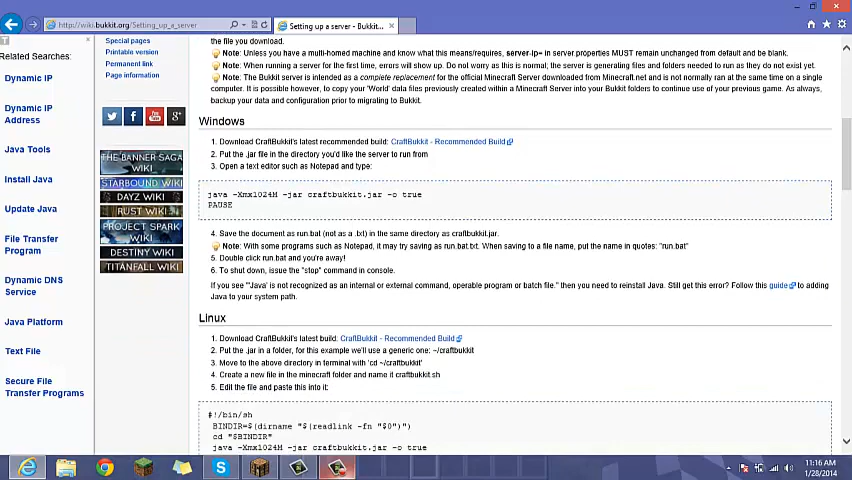 http://wiki.bukkit.org/Setting_up_a_server
Setting up a server - Bukkit...
Related Searches:
Dynamic IP
Dynamic IP
Address
Java Tools
Install Java
Update Java
File Transfer
Program
Dynamic DNS
Service
Java Platform
Text File
Secure File
Transfer Programs
Special pages
Printable version
Permanent link
Page information
THE BANNER SAGA
WIKI
STARBOUND WIKI
DAYZ WIKI
RUST WIKI
PROJECT SPARK
WIKI
DESTINY WIKI
TITANFALL WIKI
the file you download.
Note: Unless you have a multi-homed machine and know what this means/requires, server-ip= in server.properties MUST remain unchanged from default and be blank.
Note: When running a server for the first time, errors will show up. Do not worry as this is normal; the server is generating files and folders needed to run as they do not exist yet.
Note: The Bukkit server is intended as a complete replacement for the official Minecraft Server downloaded from Minecraft.net and is not normally ran at the same time on a single
computer. It is possible however, to copy your 'World' data files previously created within a Minecraft Server into your Bukkit folders to continue use of your previous game. As always,
backup your data and configuration prior to migrating to Bukkit.
Windows
1. Download CraftBukkit's latest recommended build: CraftBukkit - Recommended Build
2. Put the .jar file in the directory you'd like the server to run from
3. Open a text editor such as Notepad and type:
java -Xmx1024M -jar craftbukkit.jar -o true
PAUSE
4. Save the document as run.bat (not as a .txt) in the same directory as craftbukkit.jar.
Note: With some programs such as Notepad, it may try saving as run.bat.txt. When saving to a file name, put the name in quotes: "run.bat"
5. Double click run.bat and you're away!
6. To shut down, issue the "stop" command in console.
If you see "'Java' is not recognized as an internal or external command, operable program or batch file." then you need to reinstall Java. Still get this error? Follow this guide to adding
Java to your system path.
Linux
1. Download CraftBukkit's latest build: CraftBukkit - Recommended Build
2. Put the .jar in a folder, for this example we'll use a generic one: ~/craftbukkit
3. Move to the above directory in terminal with 'cd ~/craftbukkit'
4. Create a new file in the minecraft folder and name it craftbukkit.sh
5. Edit the file and paste this into it:
#!/bin/sh
BINDIR=$(dirname "$(readlink -fn "$0")")
cd "$BINDIR"
java -Xmx1024M -jar craftbukkit.jar -o true
11:16 AM
1/28/2014